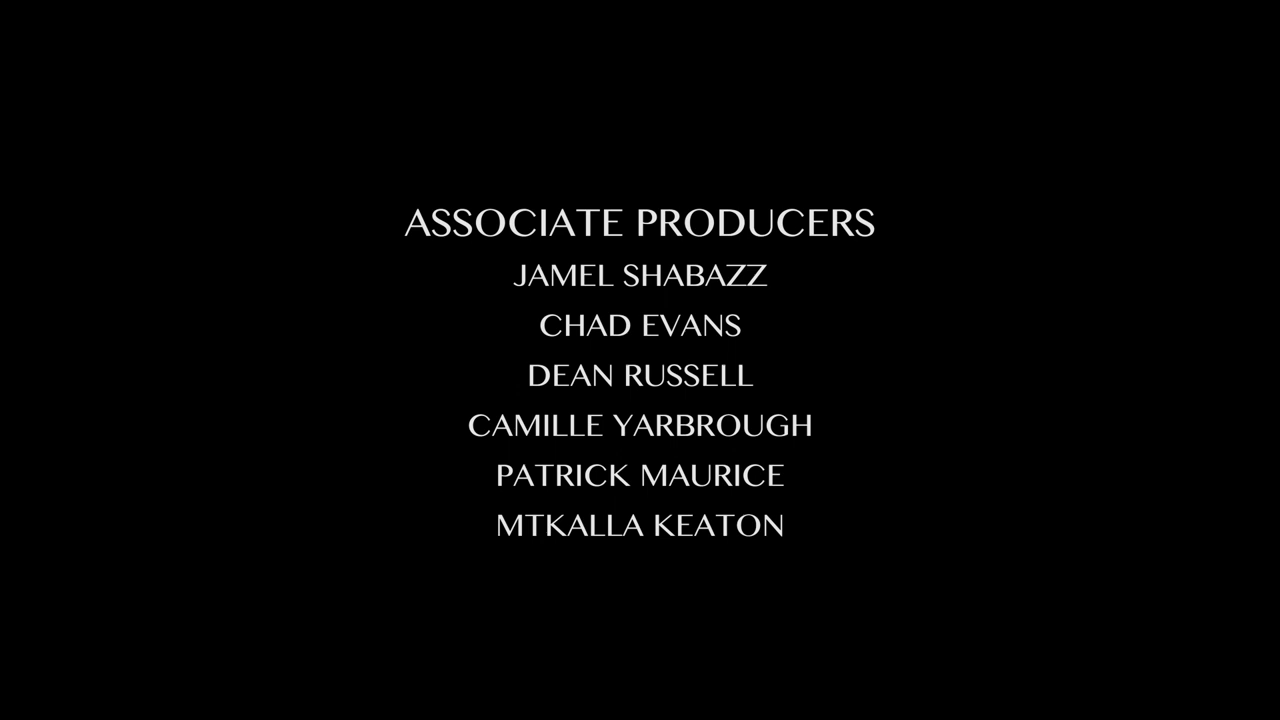 ASSOCIATE PRODUCERS
JAMEL SHABAZZ
CHAD EVANS
DEAN RUSSELL
CAMILLE YARBROUGH
PATRICK MAURICE
MTKALLA KEATON